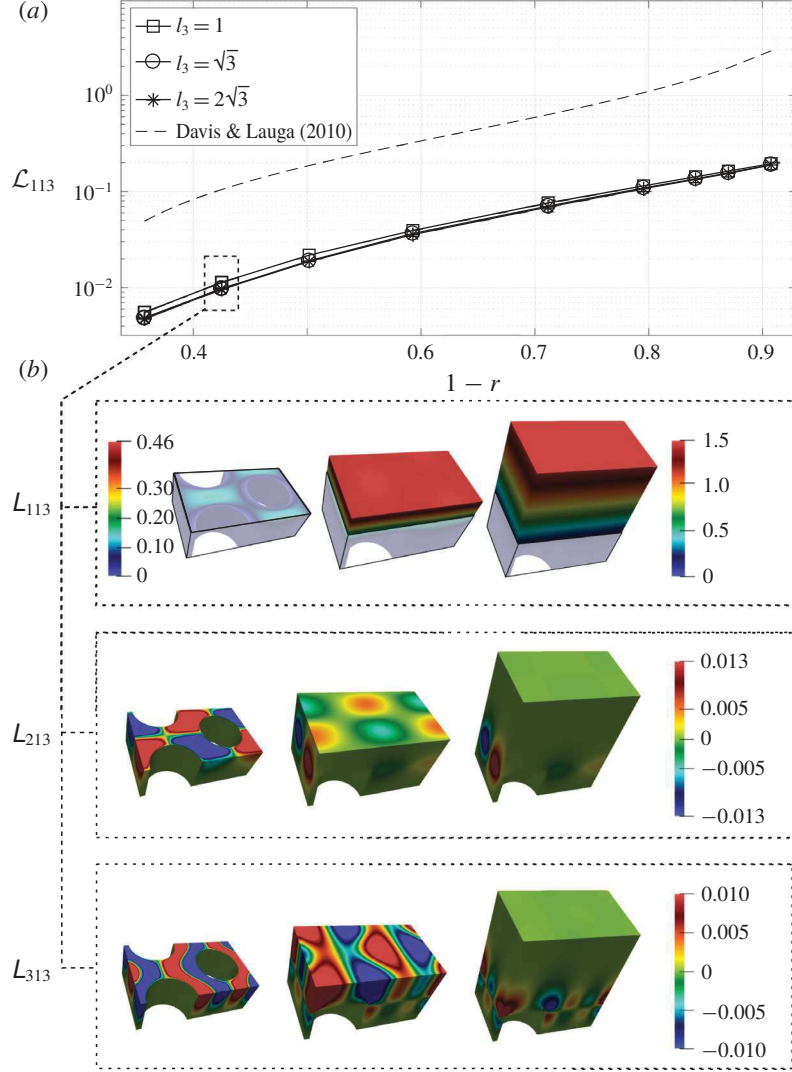 (a)
l₃ = 1
l₃ = √3
l₃ = 2√3
Davis & Lauga (2010)
10⁰
10⁻¹
10⁻²
ℒ₁₁₃
0.4 0.5 0.6 0.7 0.8 0.9
1 − r
(b)
L₁₁₃
0.46
0.30
0.20
0.10
0
1.5
1.0
0.5
0
L₂₁₃
0.013
0.005
0
−0.005
−0.013
L₃₁₃
0.010
0.005
0
−0.005
−0.010